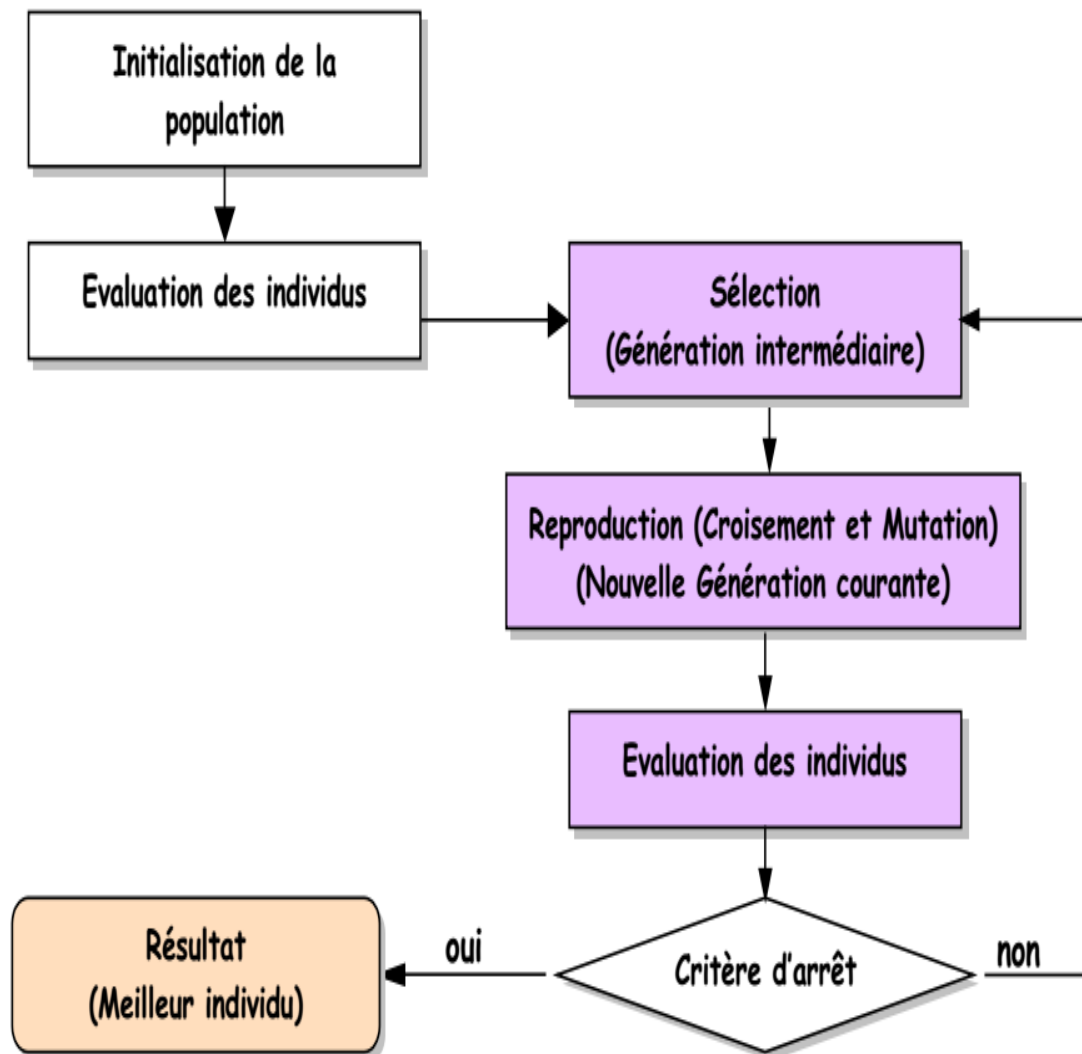 Initialisation de la
population
Evaluation des individus
Sélection
(Génération intermédiaire)
Reproduction (Croisement et Mutation)
(Nouvelle Génération courante)
Evaluation des individus
Critère d'arrêt
oui
non
Résultat
(Meilleur individu)